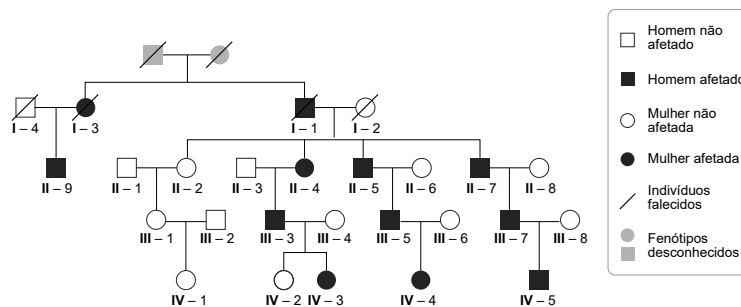 I – 4
I – 3
I – 1
I – 2
II – 9
II – 1
II – 2
II – 3
II – 4
II – 5
II – 6
II – 7
II – 8
III – 1
III – 2
III – 3
III – 4
III – 5
III – 6
III – 7
III – 8
IV – 1
IV – 2
IV – 3
IV – 4
IV – 5
Homem não
afetado
Homem afetado
Mulher não
afetada
Mulher afetada
Indivíduos
falecidos
Fenótipos
desconhecidos